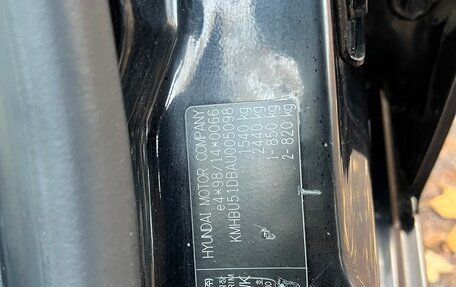 HYUNDAI MOTOR COMPANY
e4*98/14*0066
KMHBU51DBAU005098
1540 kg
2440 kg
1- 850 kg
2- 820 kg